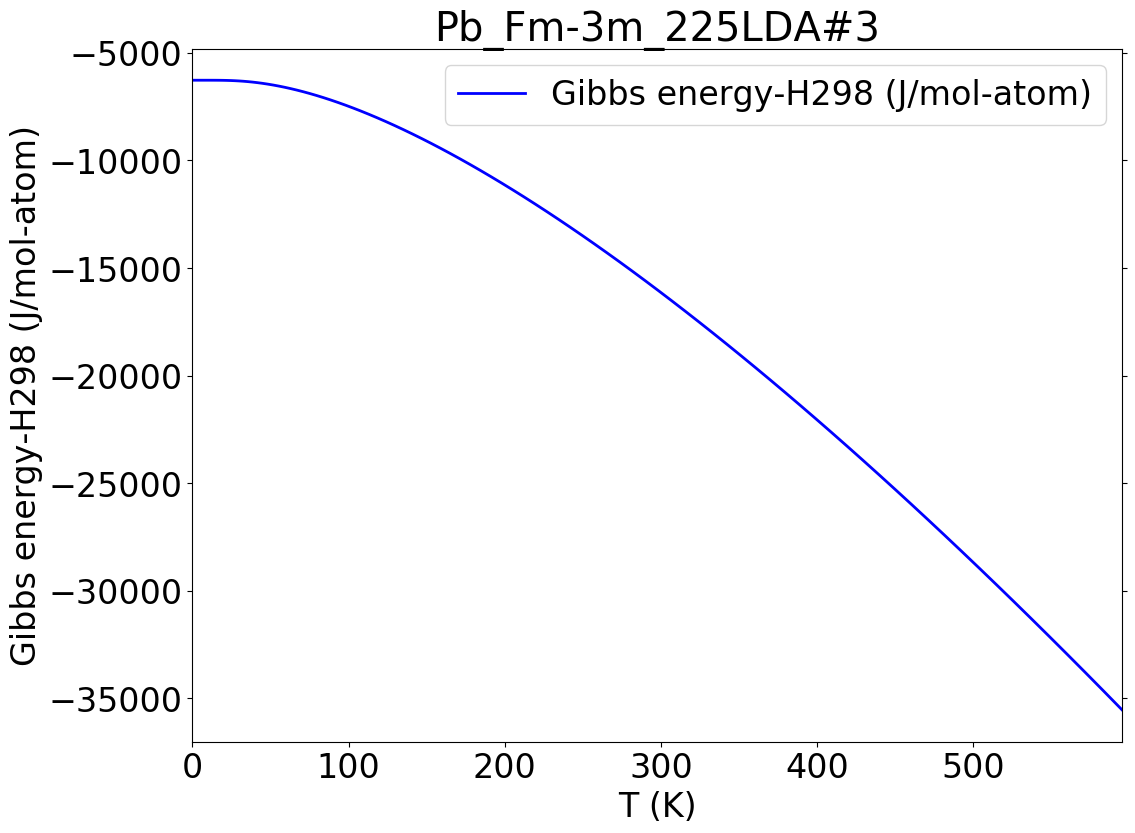 Pb_Fm-3m_225LDA#3
Gibbs energy-H298 (J/mol-atom)
Gibbs energy-H298 (J/mol-atom)
−5000
−10000
−15000
−20000
−25000
−30000
−35000
0 100 200 300 400 500
T (K)